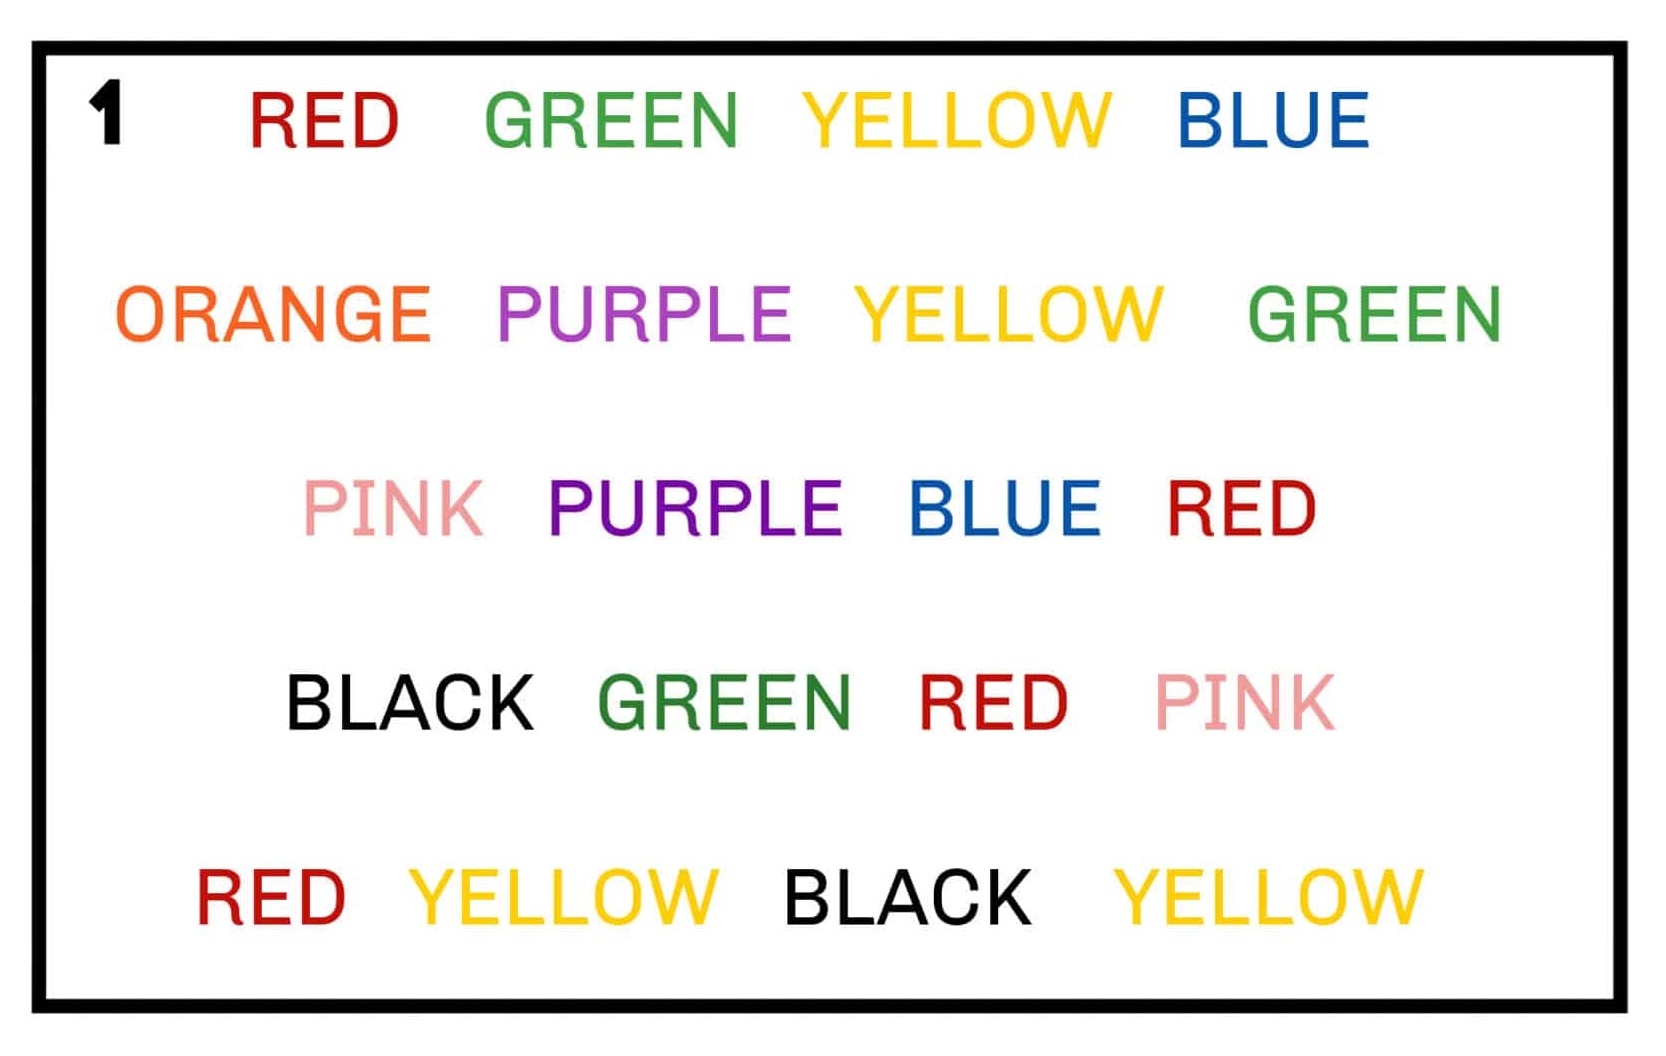 1 RED GREEN YELLOW BLUE
ORANGE PURPLE YELLOW GREEN
PINK PURPLE BLUE RED
BLACK GREEN RED PINK
RED YELLOW BLACK YELLOW